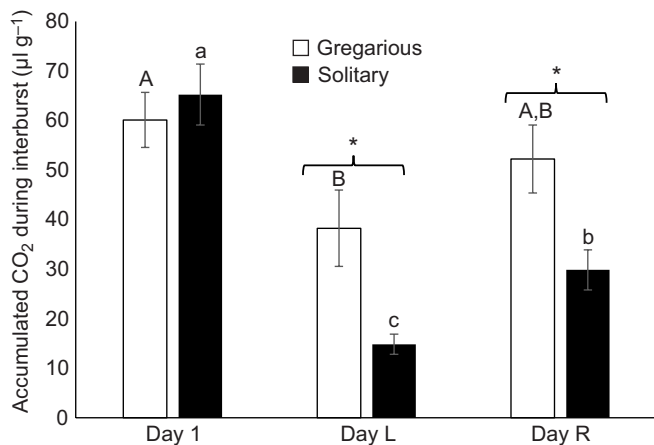 Accumulated CO₂ during interburst (µl g⁻¹)
80
70
60
50
40
30
20
10
0
Gregarious
Solitary
A
a
*
B
c
*
A,B
b
Day 1
Day L
Day R